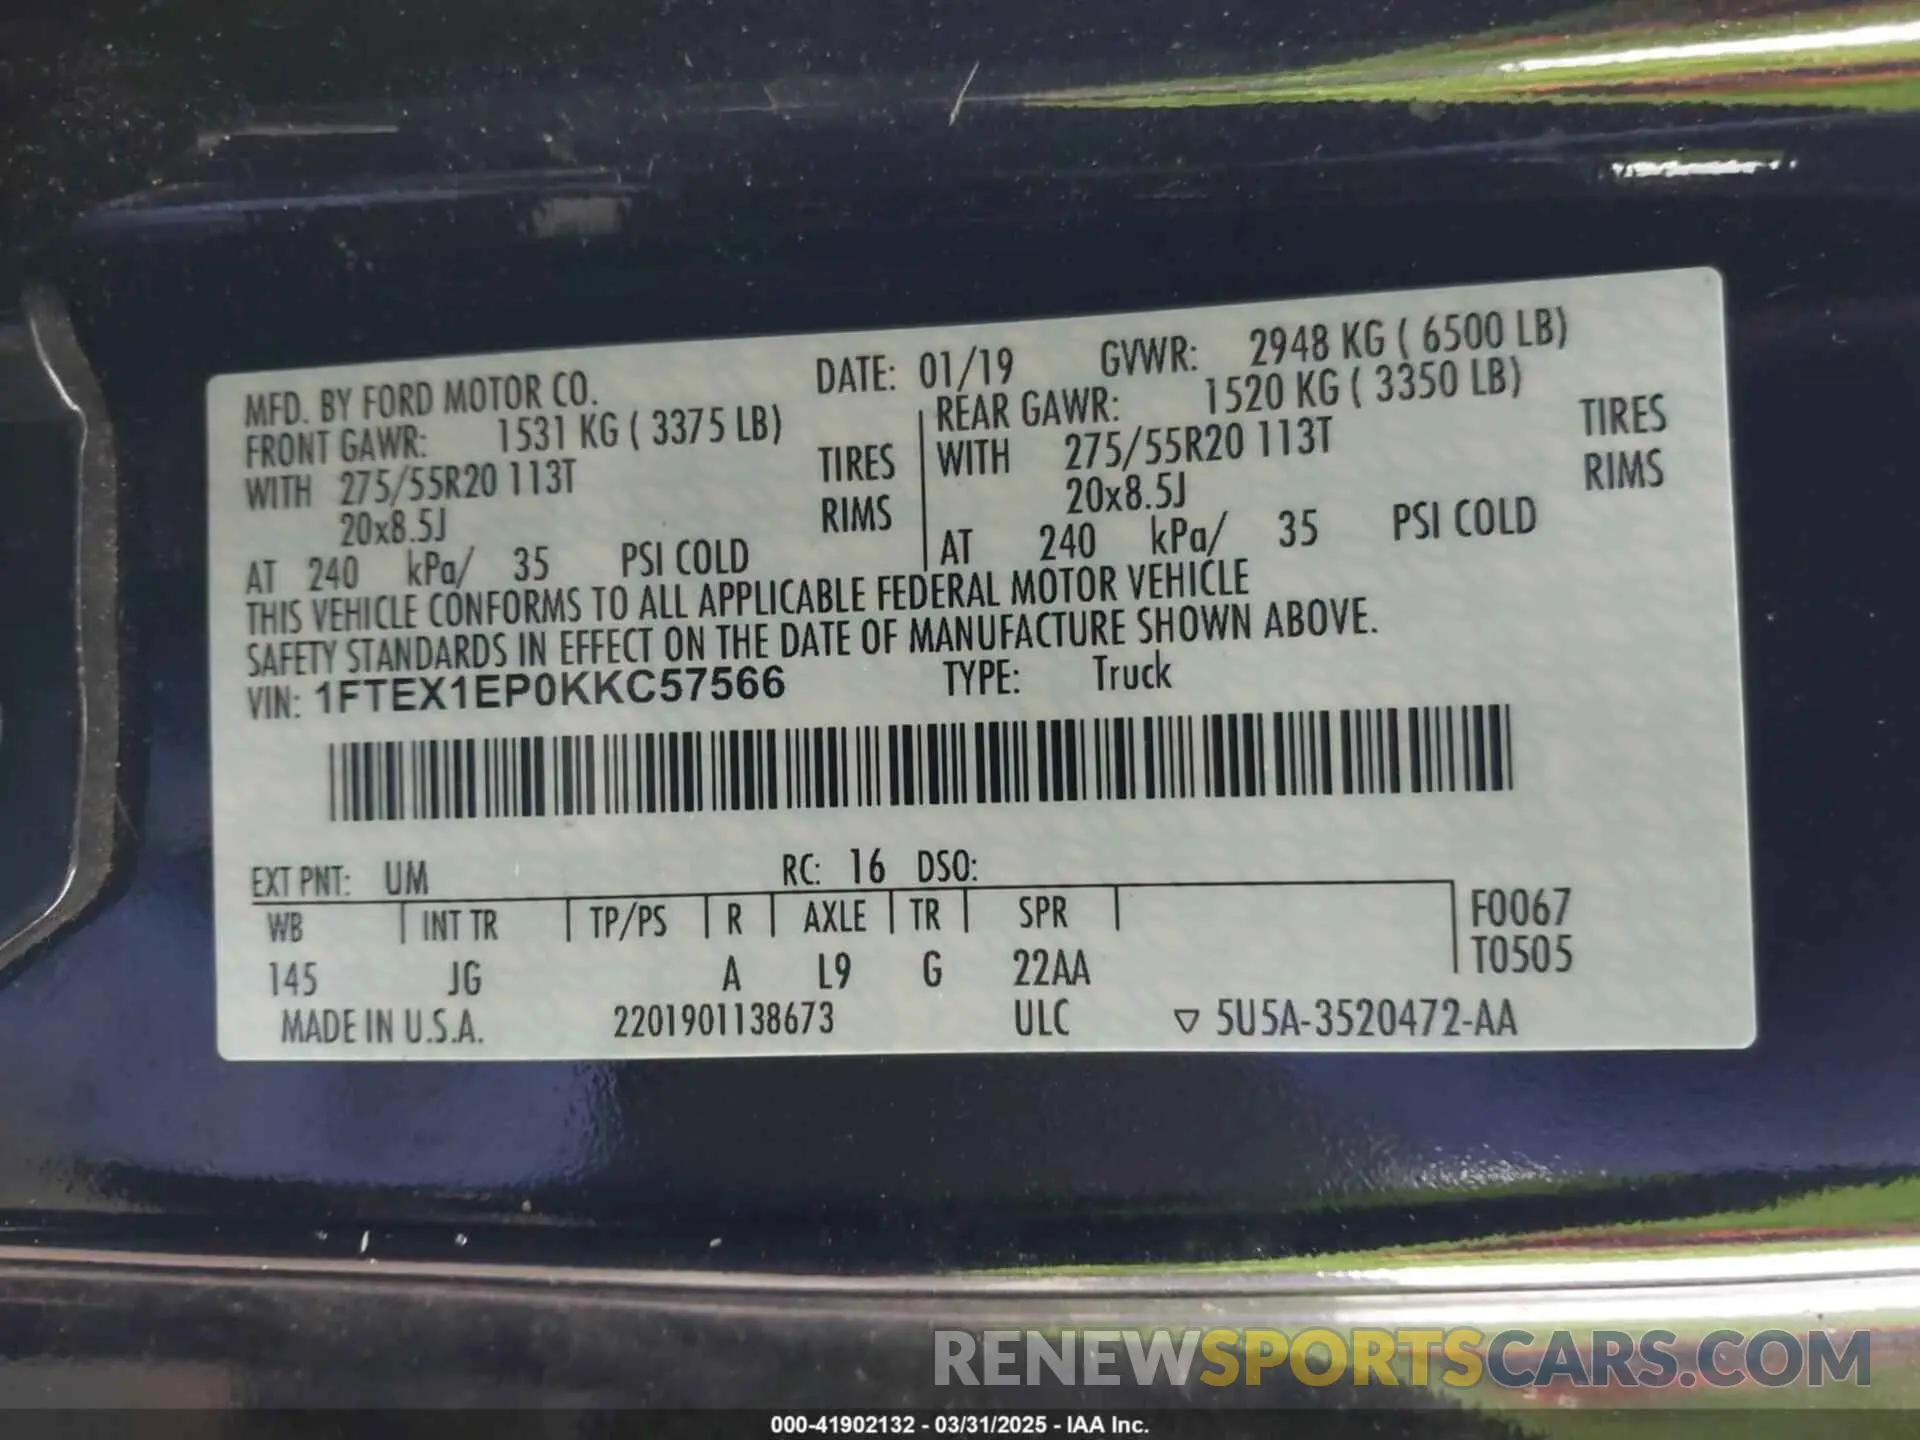 MFD. BY FORD MOTOR CO. DATE: 01/19 GVWR: 2948 KG ( 6500 LB)
FRONT GAWR: 1531 KG ( 3375 LB) REAR GAWR: 1520 KG ( 3350 LB)
WITH 275/55R20 113T TIRES WITH 275/55R20 113T TIRES
20x8.5J RIMS 20x8.5J RIMS
AT 240 kPa/ 35 PSI COLD AT 240 kPa/ 35 PSI COLD
THIS VEHICLE CONFORMS TO ALL APPLICABLE FEDERAL MOTOR VEHICLE
SAFETY STANDARDS IN EFFECT ON THE DATE OF MANUFACTURE SHOWN ABOVE.
VIN: 1FTEX1EP0KKC57566 TYPE: Truck
EXT PNT: UM RC: 16 DSO:
WB INT TR TP/PS R AXLE TR SPR F0067
T0505
145 JG A L9 G 22AA
MADE IN U.S.A. 2201901138673 ULC ▽ 5U5A-3520472-AA
RENEWSPORTSCARS.COM
000-41902132 - 03/31/2025 - IAA Inc.